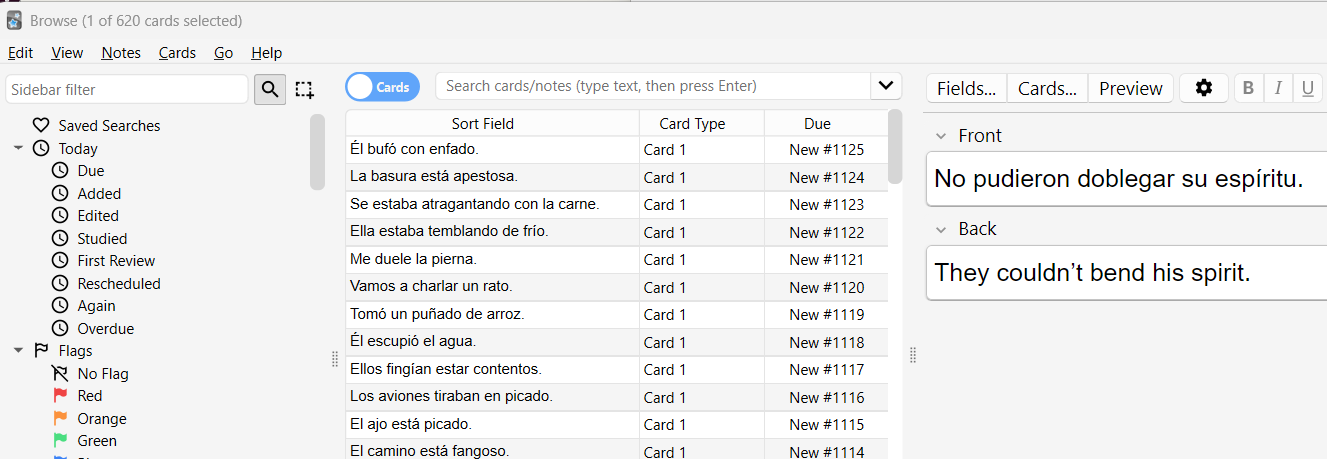 Browse (1 of 620 cards selected)
Edit View Notes Cards Go Help
Sidebar filter
Saved Searches
Today
Due
Added
Edited
Studied
First Review
Rescheduled
Again
Overdue
Flags
No Flag
Red
Orange
Green
Cards
Search cards/notes (type text, then press Enter)
Sort Field Card Type Due
Él bufó con enfado. Card 1 New #1125
La basura está apestosa. Card 1 New #1124
Se estaba atragantando con la carne. Card 1 New #1123
Ella estaba temblando de frío. Card 1 New #1122
Me duele la pierna. Card 1 New #1121
Vamos a charlar un rato. Card 1 New #1120
Tomó un puñado de arroz. Card 1 New #1119
Él escupió el agua. Card 1 New #1118
Ellos fingían estar contentos. Card 1 New #1117
Los aviones tiraban en picado. Card 1 New #1116
El ajo está picado. Card 1 New #1115
El camino está fangoso. Card 1 New #1114
Fields... Cards... Preview B I U
Front
No pudieron doblegar su espíritu.
Back
They couldn’t bend his spirit.